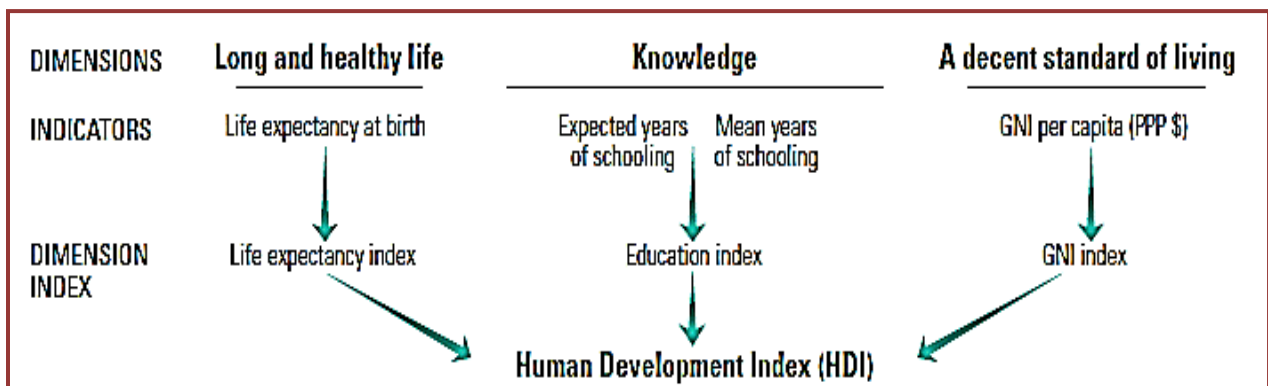 DIMENSIONS Long and healthy life Knowledge A decent standard of living
INDICATORS Life expectancy at birth Expected years Mean years GNI per capita (PPP $)
of schooling of schooling
DIMENSION Life expectancy index Education index GNI index
INDEX
Human Development Index (HDI)